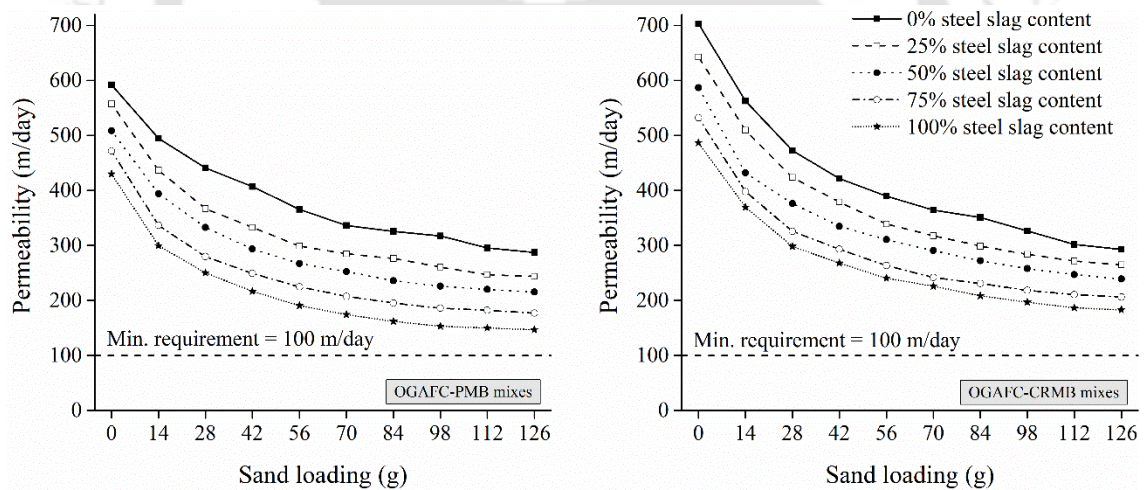 700
600
500
400
300
200
100
0
Permeability (m/day)
Min. requirement = 100 m/day
OGAFC-PMB mixes
0 14 28 42 56 70 84 98 112 126
Sand loading (g)
0% steel slag content
25% steel slag content
50% steel slag content
75% steel slag content
100% steel slag content
700
600
500
400
300
200
100
0
Permeability (m/day)
Min. requirement = 100 m/day
OGAFC-CRMB mixes
0 14 28 42 56 70 84 98 112 126
Sand loading (g)